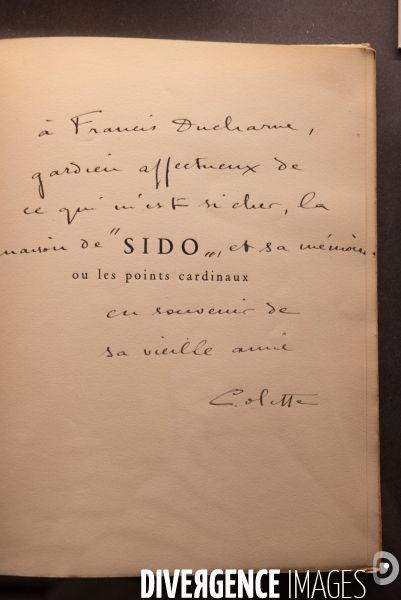 à Francis Ducharne,
gardien affectueux de
ce qui m'est si cher, la
maison de "SIDO", et sa mémoire.
ou les points cardinaux
en souvenir de
sa vieille amie
Colette
DIVERGENCE IMAGES